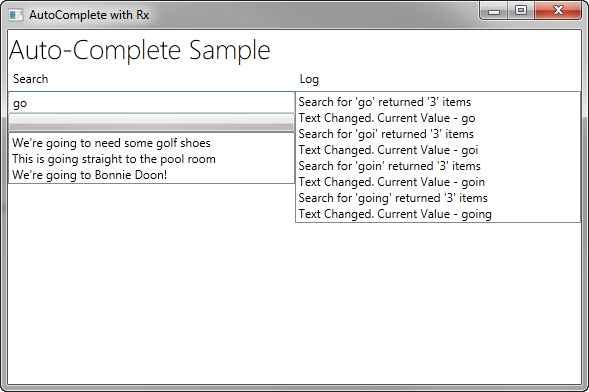 AutoComplete with Rx
Auto-Complete Sample
Search
go
We're going to need some golf shoes
This is going straight to the pool room
We're going to Bonnie Doon!
Log
Search for 'go' returned '3' items
Text Changed. Current Value - go
Search for 'goi' returned '3' items
Text Changed. Current Value - goi
Search for 'goin' returned '3' items
Text Changed. Current Value - goin
Search for 'going' returned '3' items
Text Changed. Current Value - going